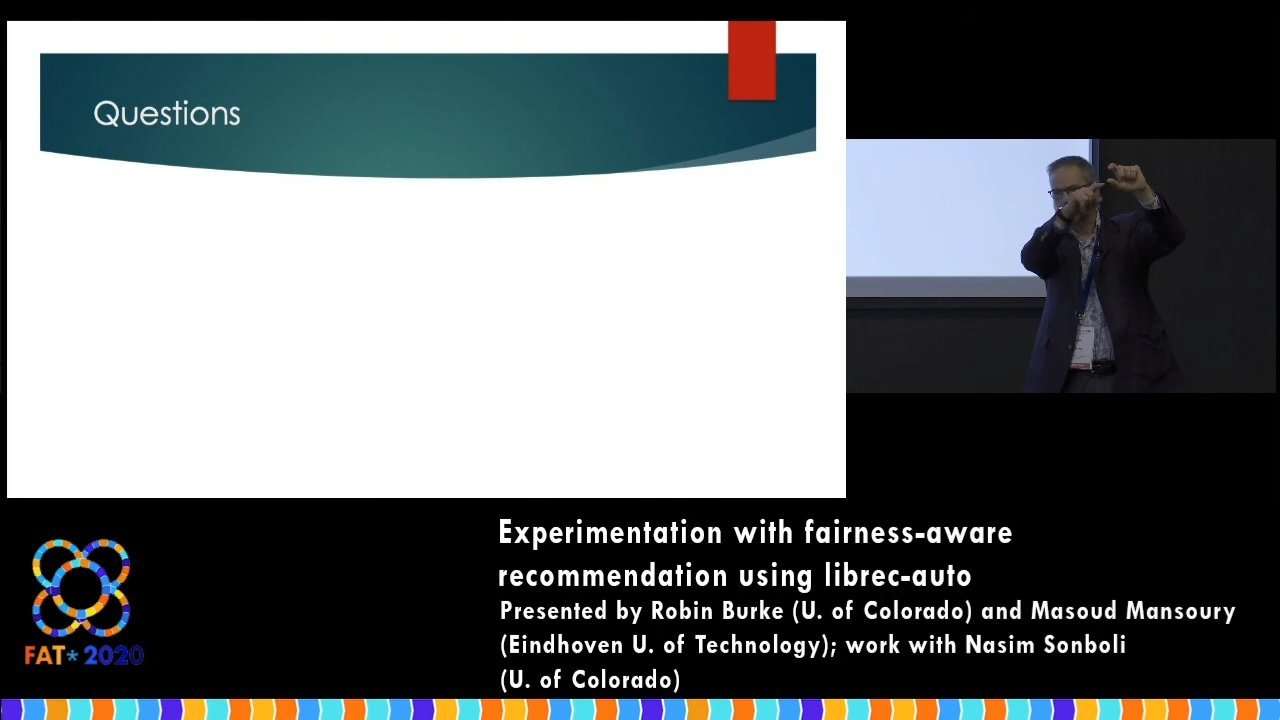 Questions
Experimentation with fairness-aware
recommendation using librec-auto
Presented by Robin Burke (U. of Colorado) and Masoud Mansoury
(Eindhoven U. of Technology); work with Nasim Sonboli
(U. of Colorado)
FAT* 2020